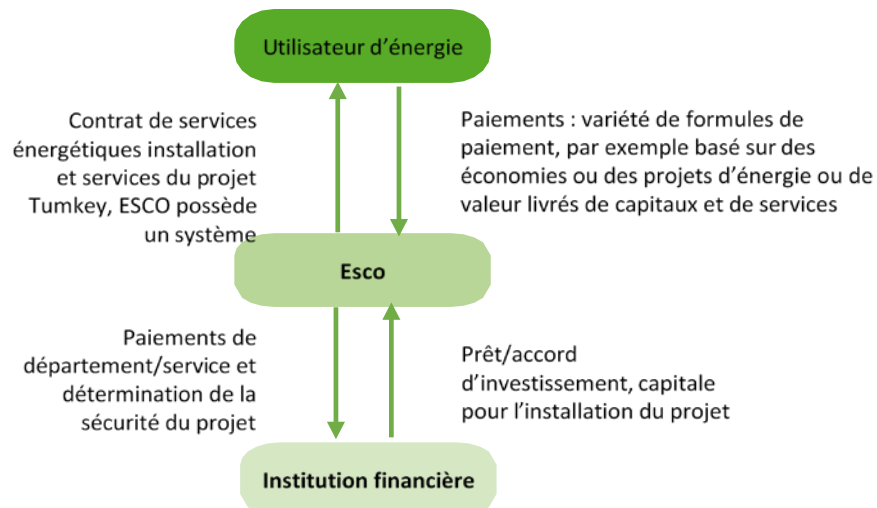 Utilisateur d’énergie
Contrat de services
énergétiques installation
et services du projet
Tumkey, ESCO possède
un système
Paiements : variété de formules de
paiement, par exemple basé sur des
économies ou des projets d’énergie ou de
valeur livrés de capitaux et de services
Esco
Paiements de
département/service et
détermination de la
sécurité du projet
Prêt/accord
d’investissement, capitale
pour l’installation du projet
Institution financière